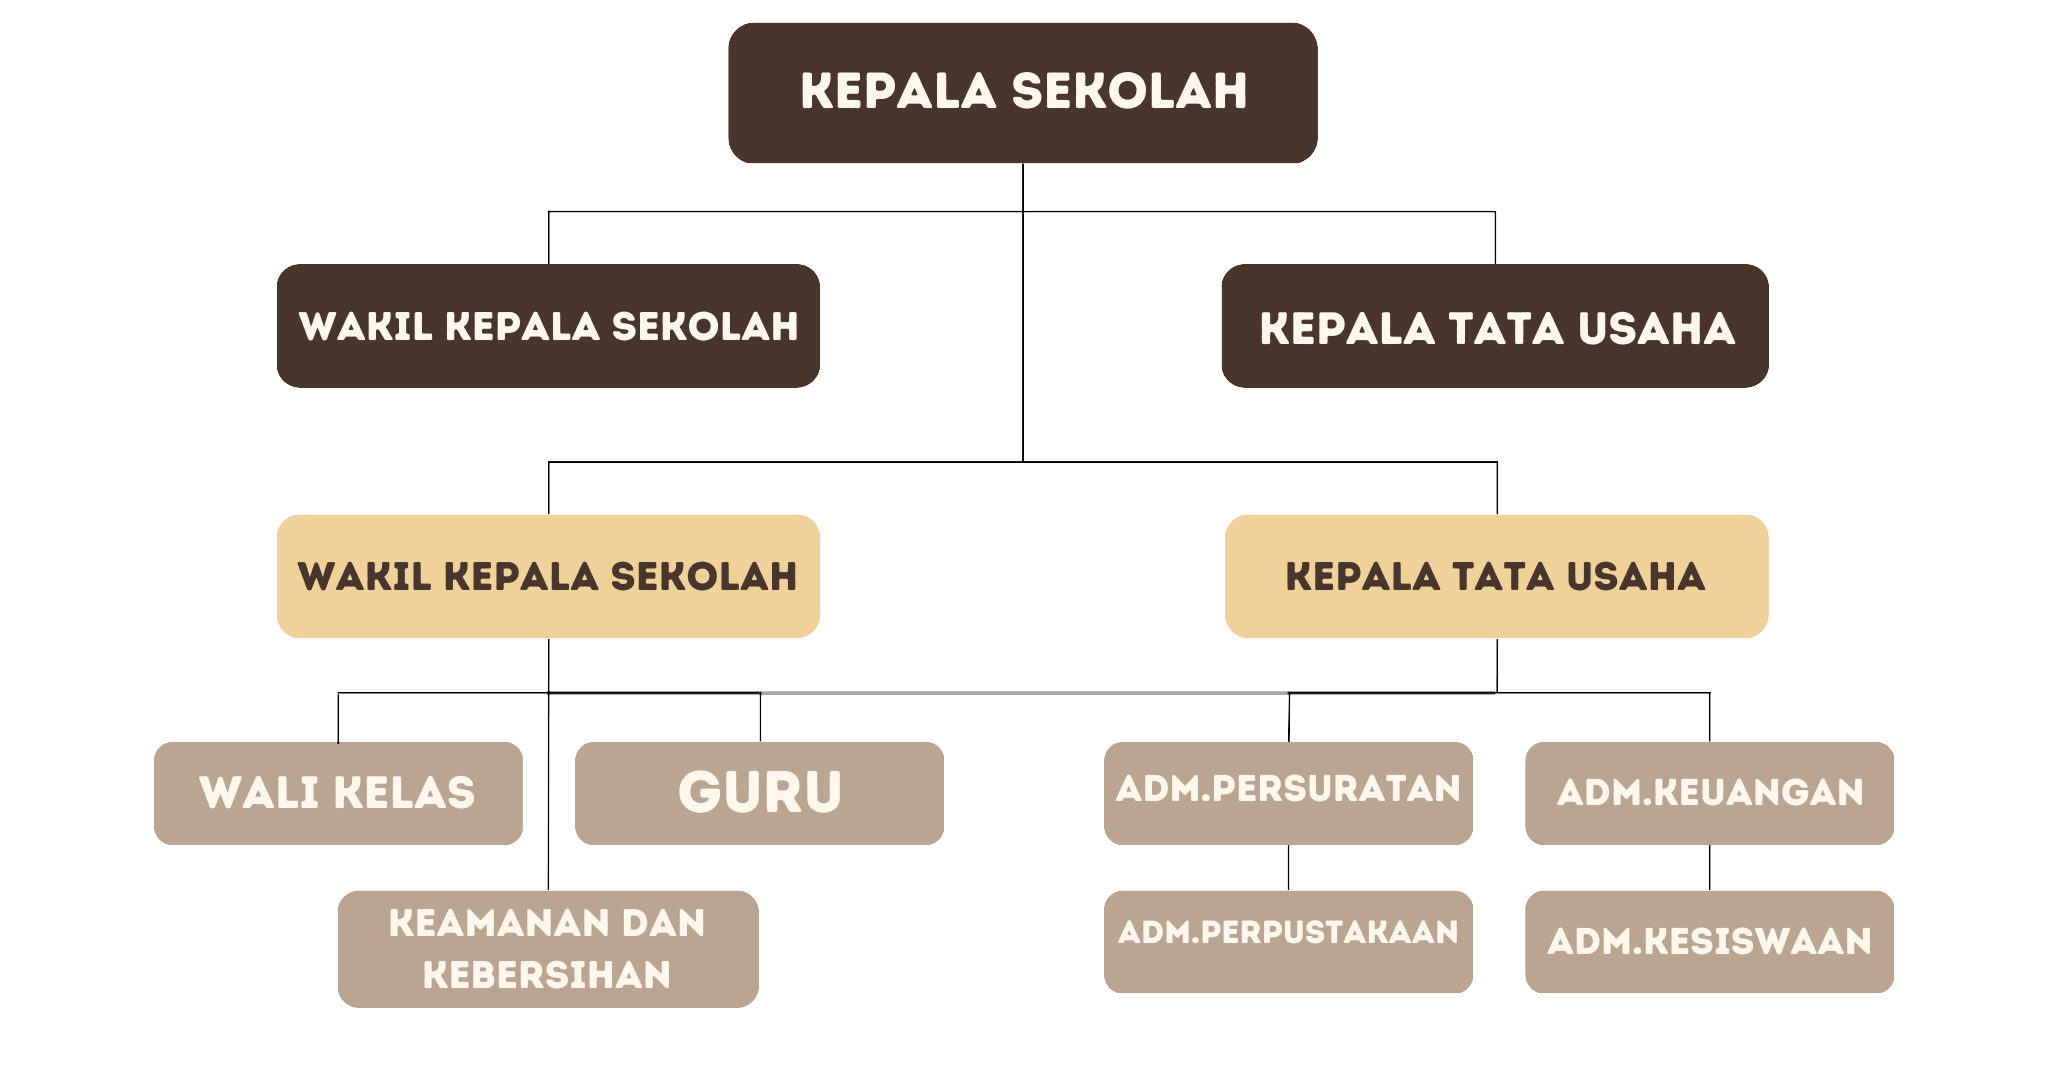 KEPALA SEKOLAH
WAKIL KEPALA SEKOLAH
KEPALA TATA USAHA
WAKIL KEPALA SEKOLAH
KEPALA TATA USAHA
WALI KELAS
GURU
ADM.PERSURATAN
ADM.KEUANGAN
KEAMANAN DAN
KEBERSIHAN
ADM.PERPUSTAKAAN
ADM.KESISWAAN